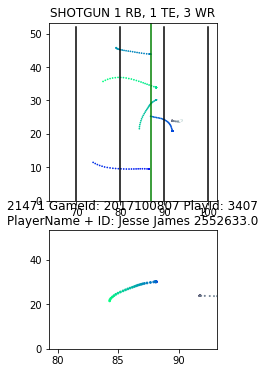 SHOTGUN 1 RB, 1 TE, 3 WR
50
40
30
20
10
0
70 80 90 100
21471 GameId: 2017100807 PlayId: 3407
PlayerName + ID: Jesse James 2552633.0
40
20
0
80 85 90